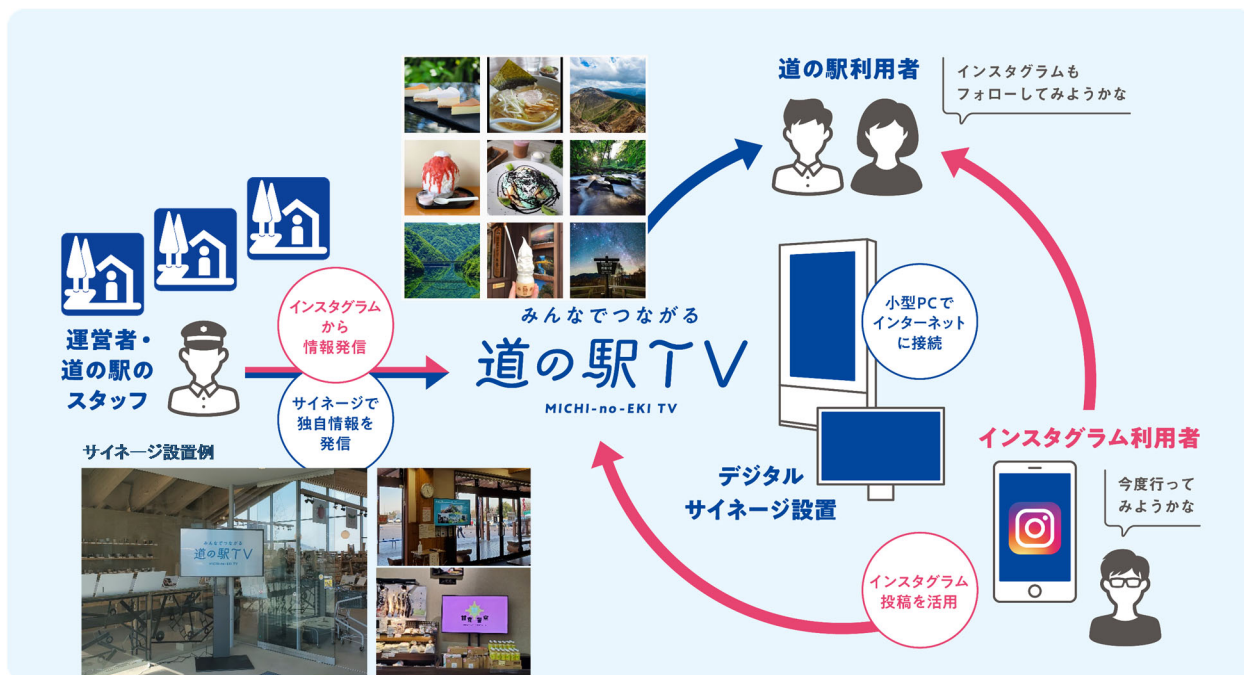 道の駅利用者
インスタグラムも
フォローしてみようかな
運営者・
道の駅の
スタッフ
インスタグラム
から
情報発信
サイネージで
独自情報を
発信
みんなでつながる
道の駅TV
MICHI-no-EKI TV
小型PCで
インターネット
に接続
デジタル
サイネージ設置
インスタグラム利用者
今度行って
みようかな
インスタグラム
投稿を活用
サイネージ設置例
みんなでつながる
道の駅TV
MICHI-no-EKI TV